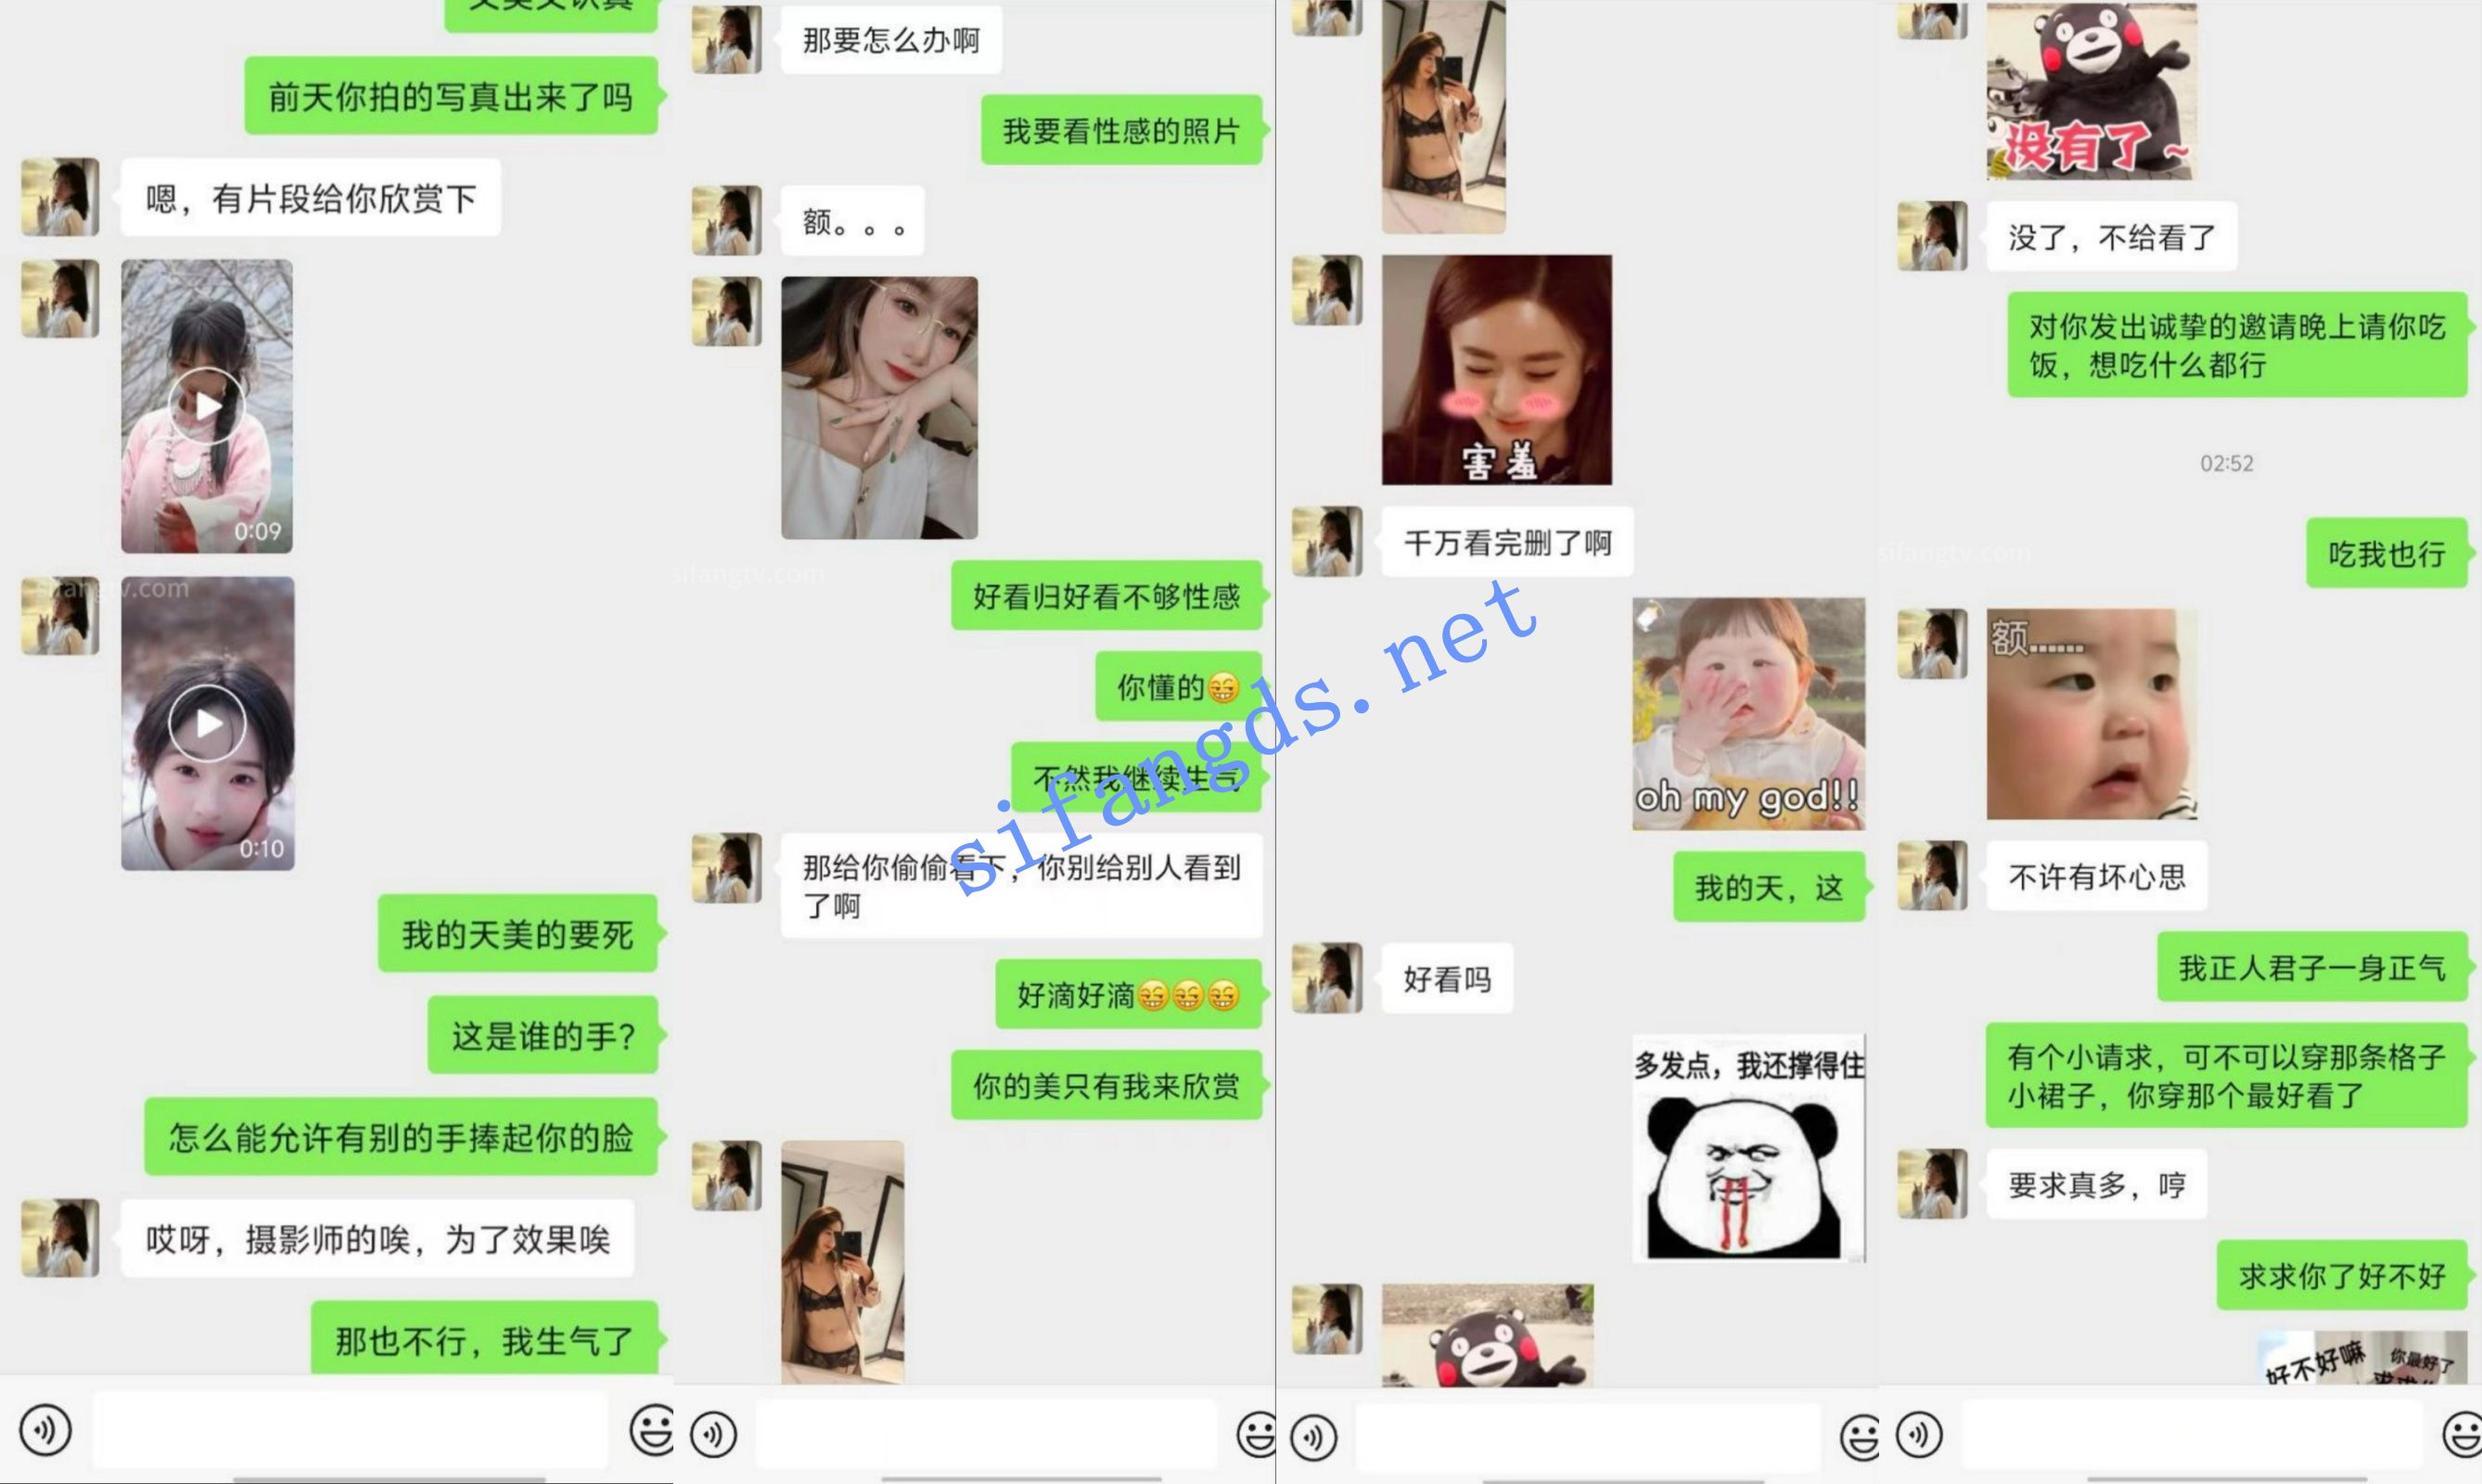 前天你拍的写真出来了吗
嗯，有片段给你欣赏下
0:09
sifangtv.com
0:10
我的天美的要死
这是谁的手？
怎么能允许有别的手捧起你的脸
哎呀，摄影师的唉，为了效果唉
那也不行，我生气了
那要怎么办啊
我要看性感的照片
额。。。
sifangtv.com
好看归好看不够性感
你懂的
不然我继续生气
那给你偷偷看下，你别给别人看到
了啊
好滴好滴
你的美只有我来欣赏
sifangds.net
害羞
千万看完删了啊
oh my god!!
我的天，这
好看吗
多发点，我还撑得住
没有了~
没了，不给看了
对你发出诚挚的邀请晚上请你吃
饭，想吃什么都行
02:52
sifangtv.com
吃我也行
额......
不许有坏心思
我正人君子一身正气
有个小请求，可不可以穿那条格子
小裙子，你穿那个最好看了
要求真多，哼
求求你了好不好
好不好嘛
你最好了